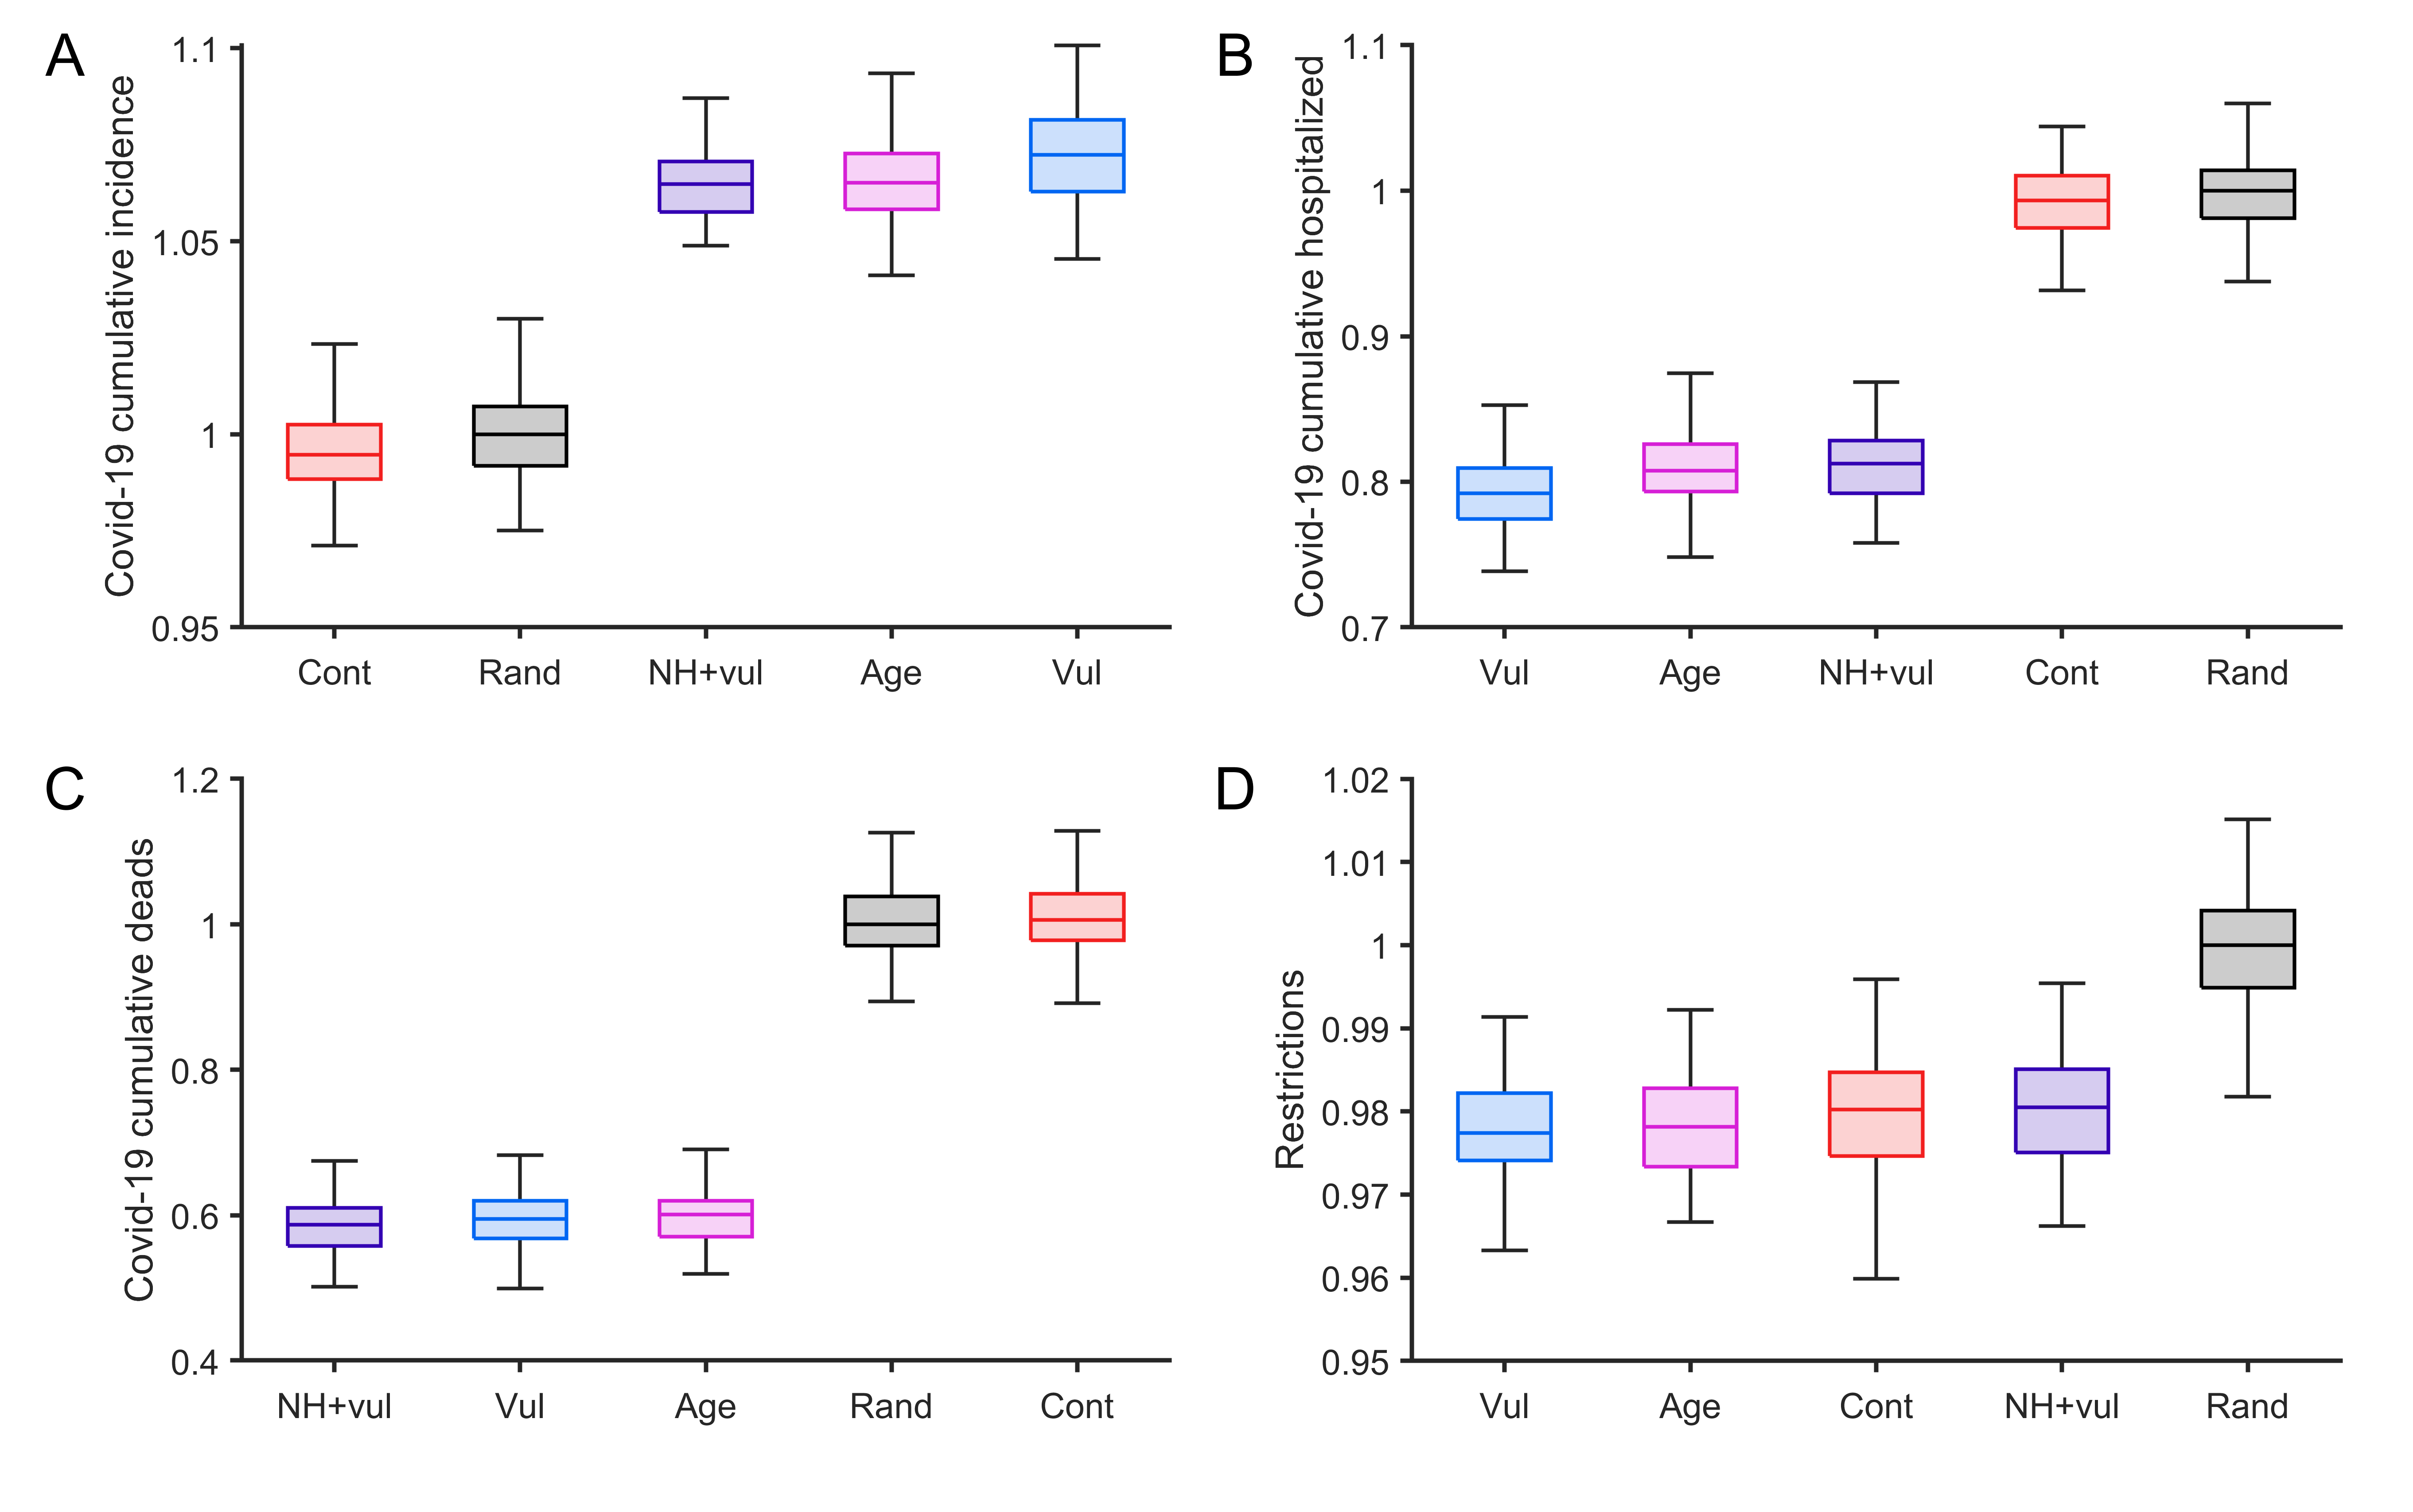 A
Covid-19 cumulative incidence
1.1
1.05
1
0.95
Cont Rand NH+vul Age Vul
B
Covid-19 cumulative hospitalized
1.1
1
0.9
0.8
0.7
Vul Age NH+vul Cont Rand
C
Covid-19 cumulative deads
1.2
1
0.8
0.6
0.4
NH+vul Vul Age Rand Cont
D
Restrictions
1.02
1.01
1
0.99
0.98
0.97
0.96
0.95
Vul Age Cont NH+vul Rand